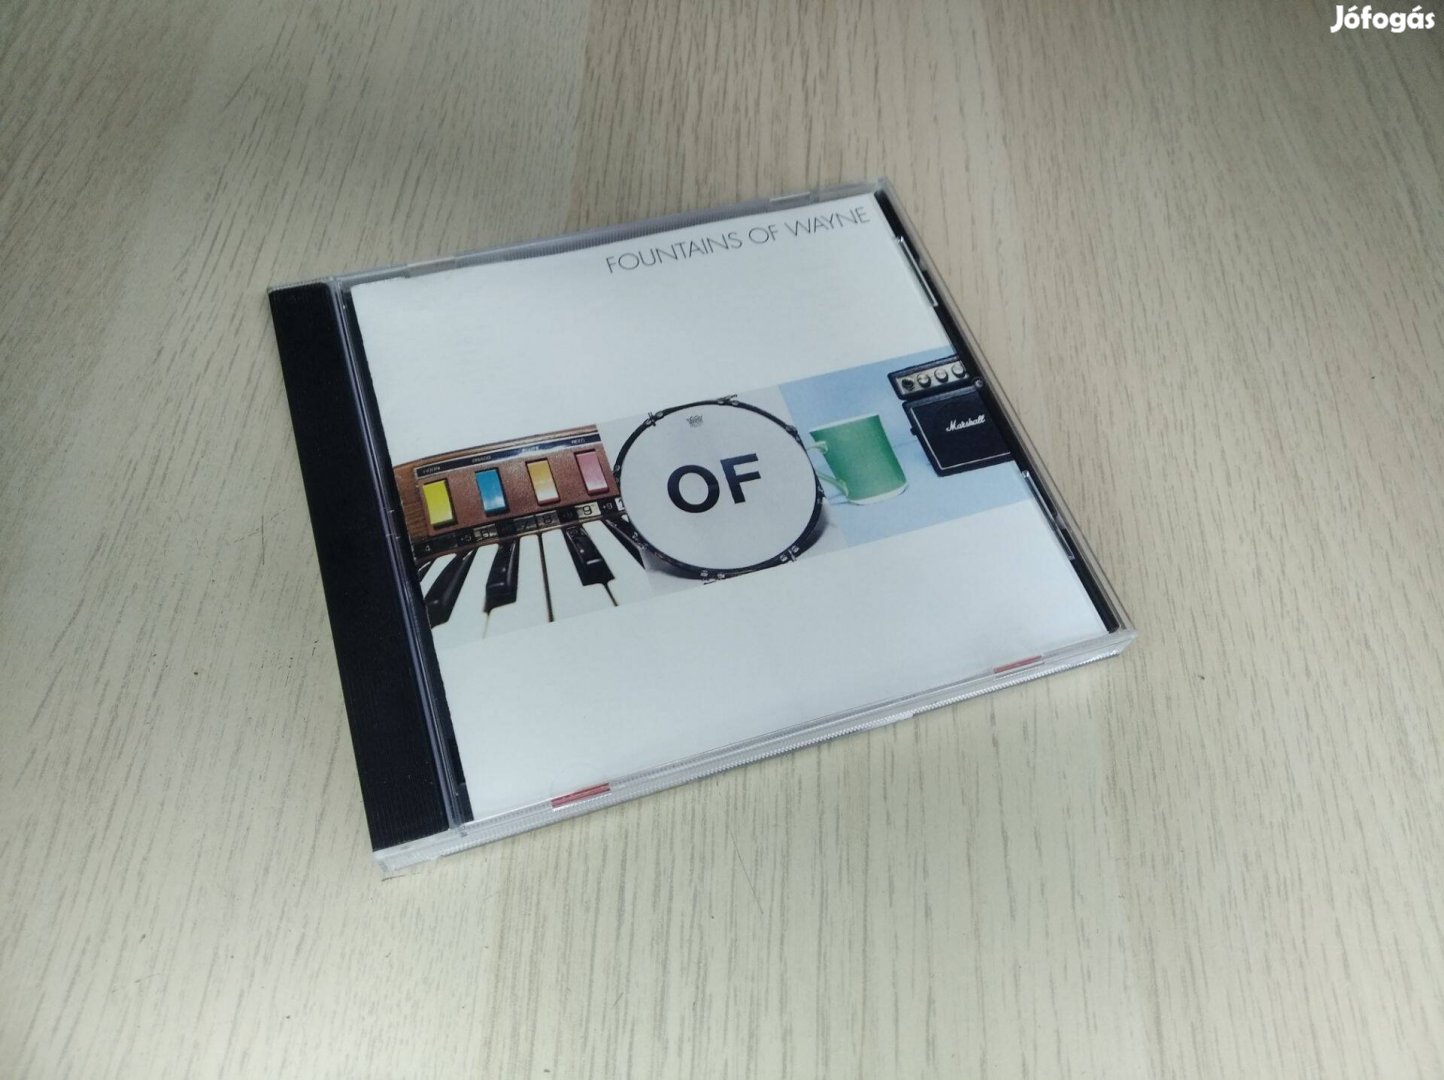 Jófogás
FOUNTAINS OF WAYNE
OF
Marshall